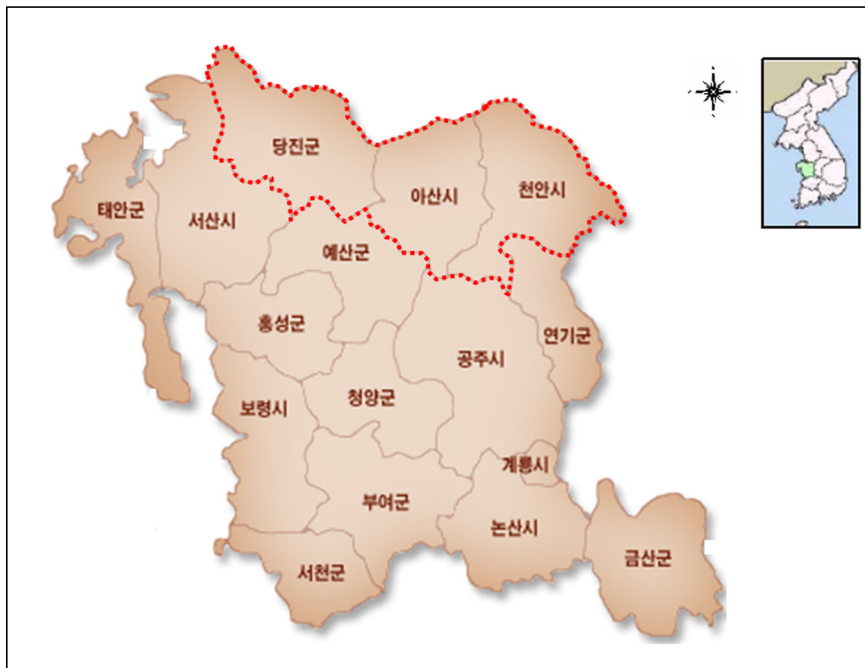 당진군
아산시
천안시
태안군
서산시
예산군
홍성군
연기군
공주시
보령시
청양군
계룡시
부여군
논산시
서천군
금산군